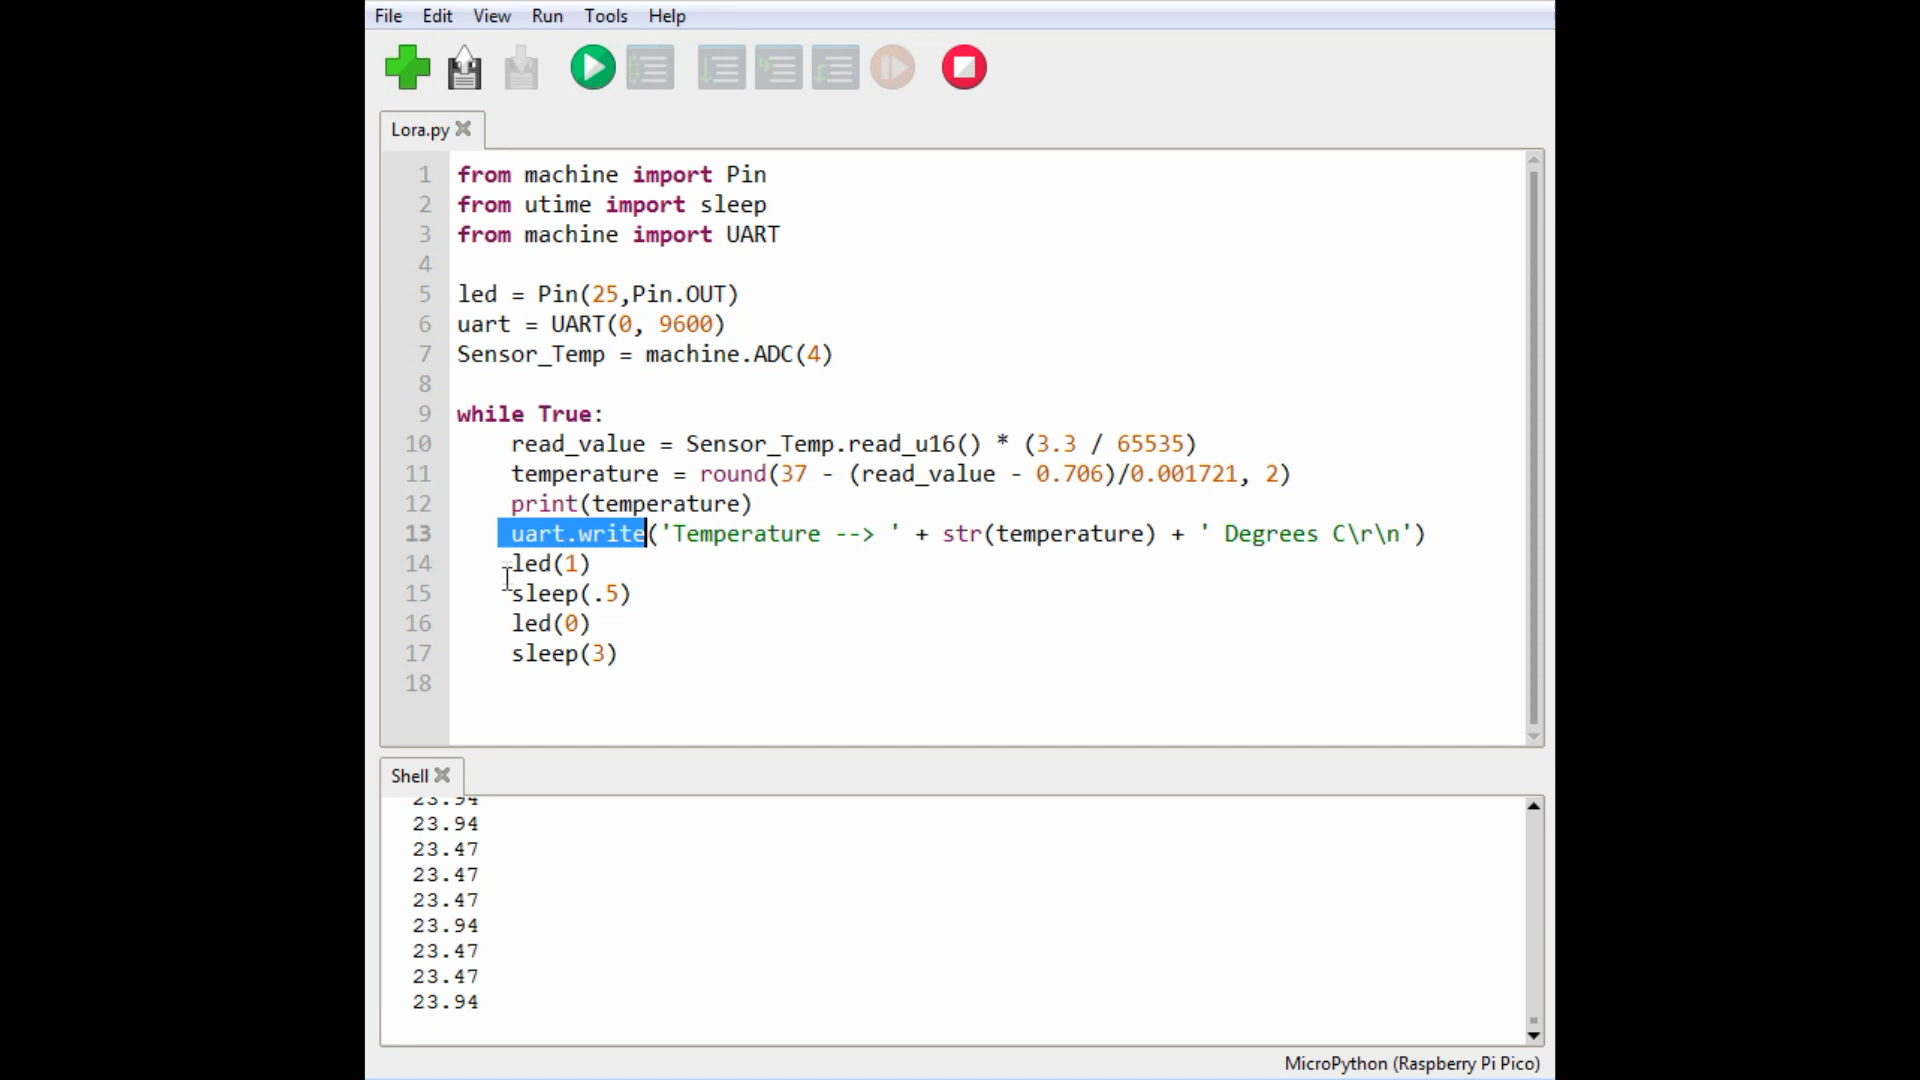 File Edit View Run Tools Help
Lora.py
1 from machine import Pin
2 from utime import sleep
3 from machine import UART
4
5 led = Pin(25,Pin.OUT)
6 uart = UART(0, 9600)
7 Sensor_Temp = machine.ADC(4)
8
9 while True:
10 read_value = Sensor_Temp.read_u16() * (3.3 / 65535)
11 temperature = round(37 - (read_value - 0.706)/0.001721, 2)
12 print(temperature)
13 uart.write('Temperature --> ' + str(temperature) + ' Degrees C\r\n')
14 led(1)
15 sleep(.5)
16 led(0)
17 sleep(3)
18
Shell
23.94
23.94
23.47
23.47
23.47
23.94
23.47
23.47
23.94
MicroPython (Raspberry Pi Pico)